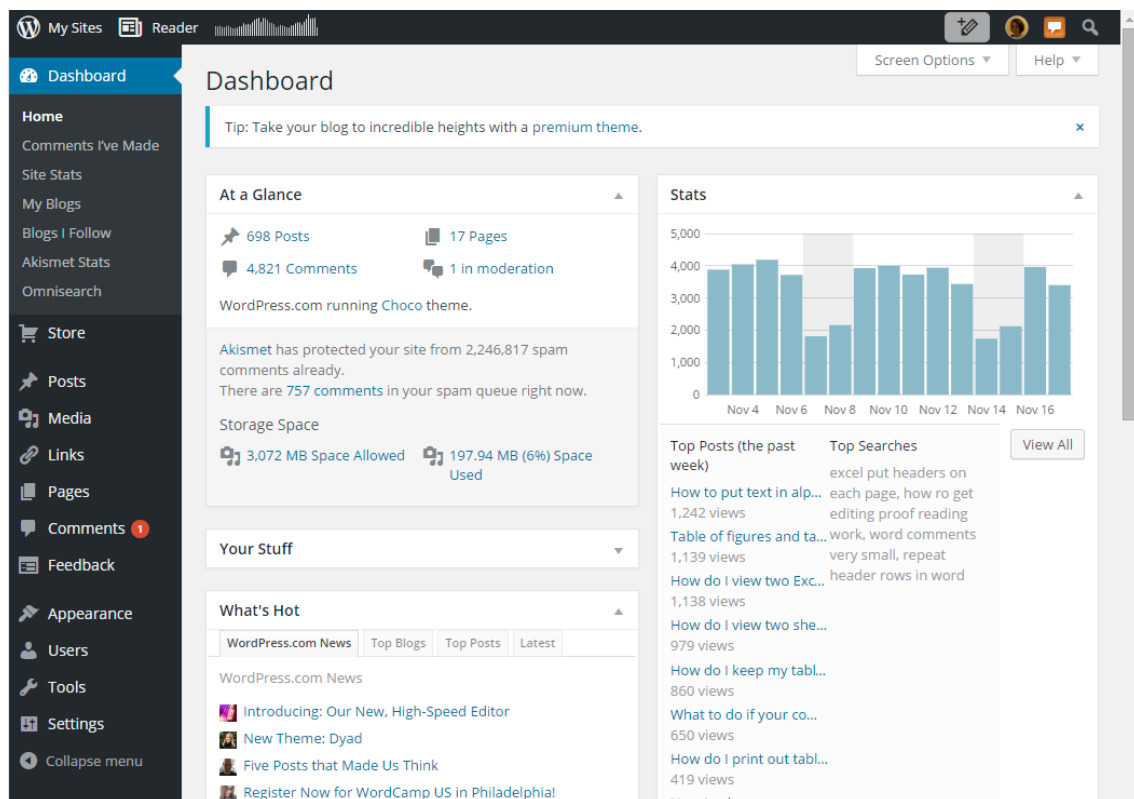 My Sites
Reader
Dashboard
Home
Comments I've Made
Site Stats
My Blogs
Blogs I Follow
Akismet Stats
Omnisearch
Store
Posts
Media
Links
Pages
Comments 1
Feedback
Appearance
Users
Tools
Settings
Collapse menu
Screen Options
Help
Dashboard
Tip: Take your blog to incredible heights with a premium theme.
At a Glance
698 Posts
17 Pages
4,821 Comments
1 in moderation
WordPress.com running Choco theme.
Akismet has protected your site from 2,246,817 spam
comments already.
There are 757 comments in your spam queue right now.
Storage Space
3,072 MB Space Allowed
197.94 MB (6%) Space
Used
Your Stuff
What's Hot
WordPress.com News
Top Blogs
Top Posts
Latest
WordPress.com News
Introducing: Our New, High-Speed Editor
New Theme: Dyad
Five Posts that Made Us Think
Register Now for WordCamp US in Philadelphia!
Stats
5,000
4,000
3,000
2,000
1,000
0
Nov 4 Nov 6 Nov 8 Nov 10 Nov 12 Nov 14 Nov 16
View All
Top Posts (the past
week)
How to put text in alp...
1,242 views
Table of figures and ta...
1,139 views
How do I view two Exc...
1,138 views
How do I view two she...
979 views
How do I keep my tabl...
860 views
What to do if your co...
650 views
How do I print out tabl...
419 views
Top Searches
excel put headers on
each page, how ro get
editing proof reading
work, word comments
very small, repeat
header rows in word